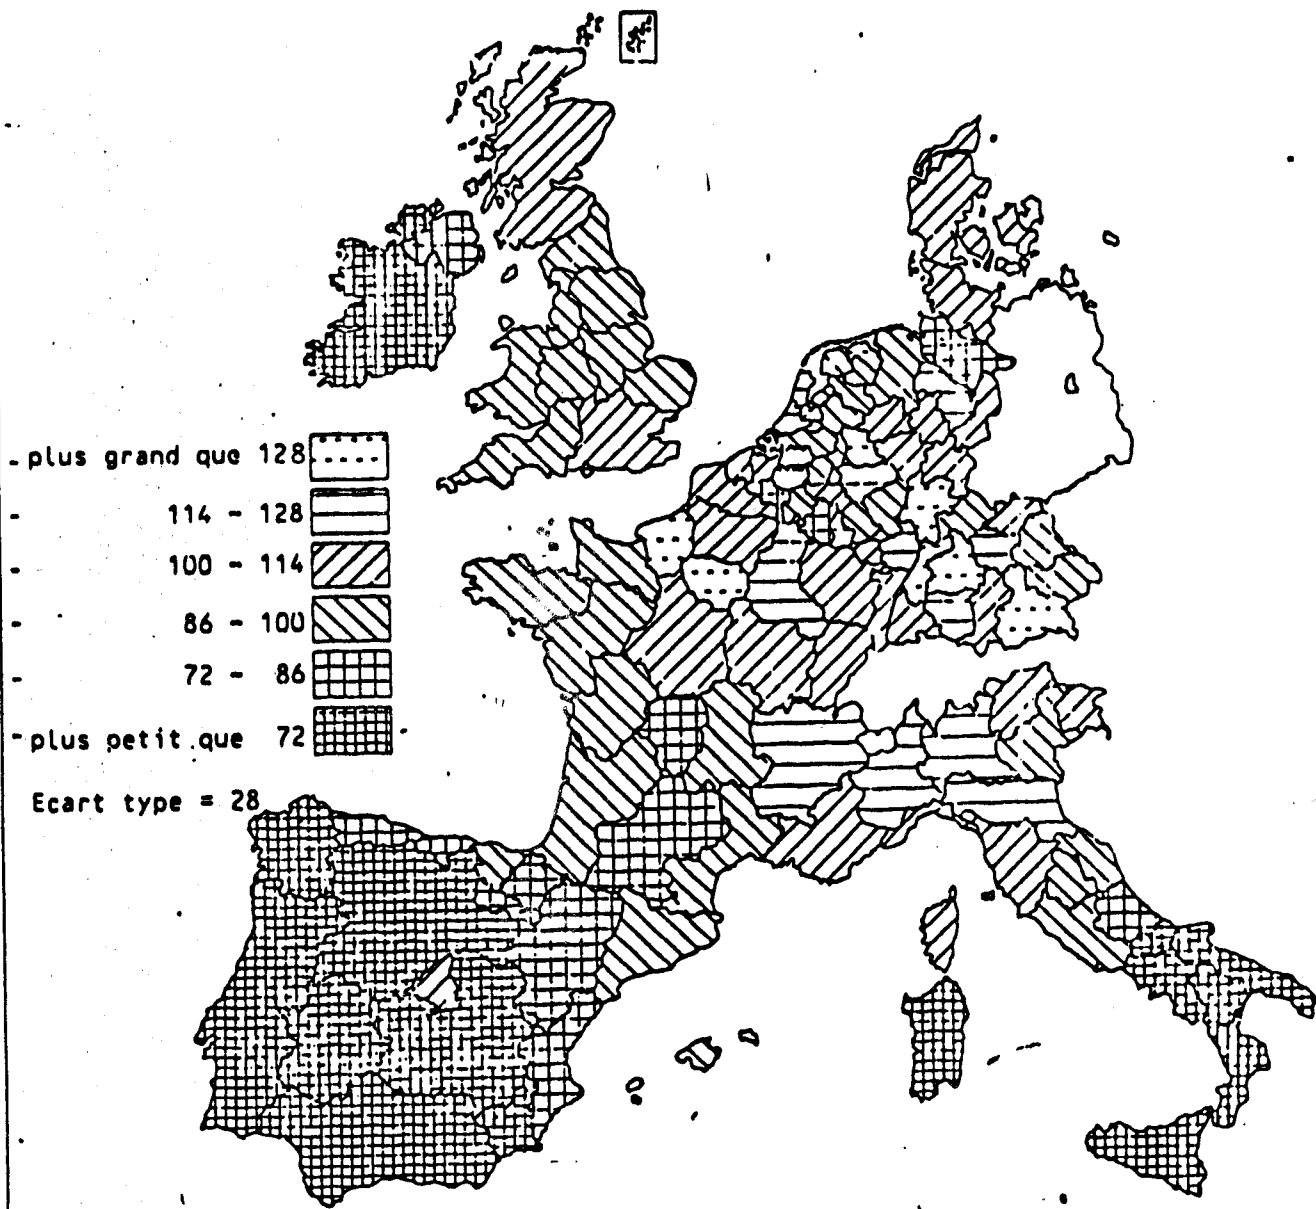 - plus grand que 128
- 114 - 128
- 100 - 114
- 86 - 100
- 72 - 86
- plus petit que 72
Ecart type = 28